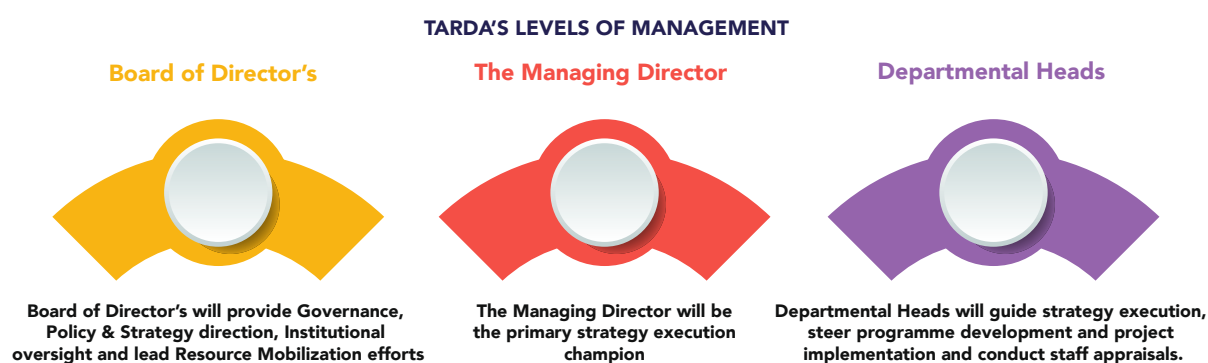 TARDA'S LEVELS OF MANAGEMENT
Board of Director's
The Managing Director
Departmental Heads
Board of Director's will provide Governance,
Policy & Strategy direction, Institutional
oversight and lead Resource Mobilization efforts
The Managing Director will be
the primary strategy execution
champion
Departmental Heads will guide strategy execution,
steer programme development and project
implementation and conduct staff appraisals.